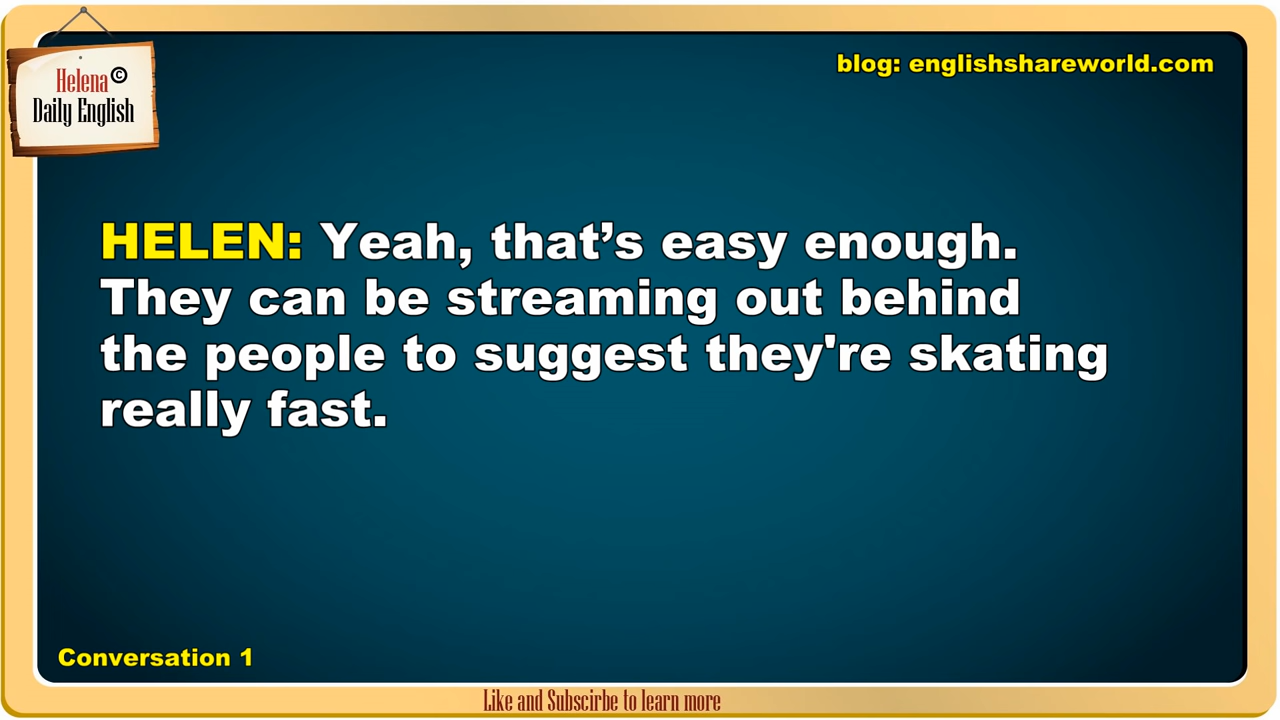 Helena ©
Daily English
blog: englishshareworld.com
HELEN: Yeah, that’s easy enough.
They can be streaming out behind
the people to suggest they're skating
really fast.
Conversation 1
Like and Subscirbe to learn more